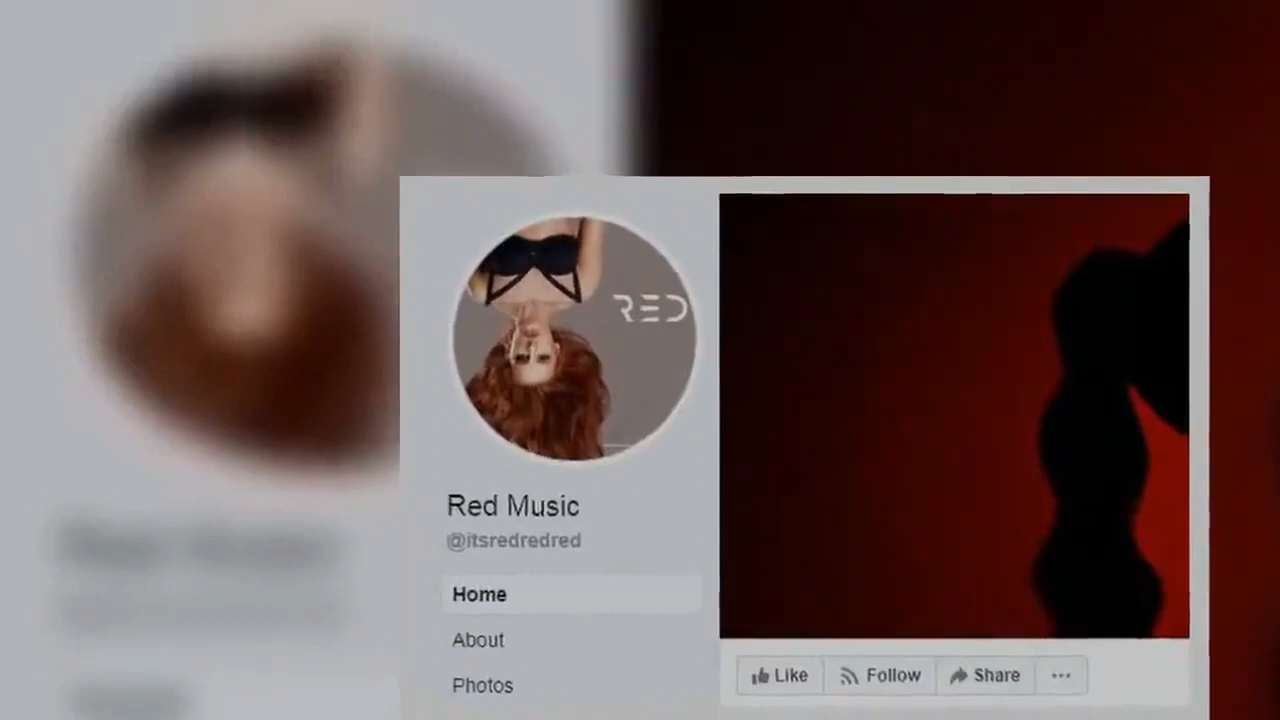 RED
Red Music
@itsredredred
Home
About
Photos
Like Follow Share ...